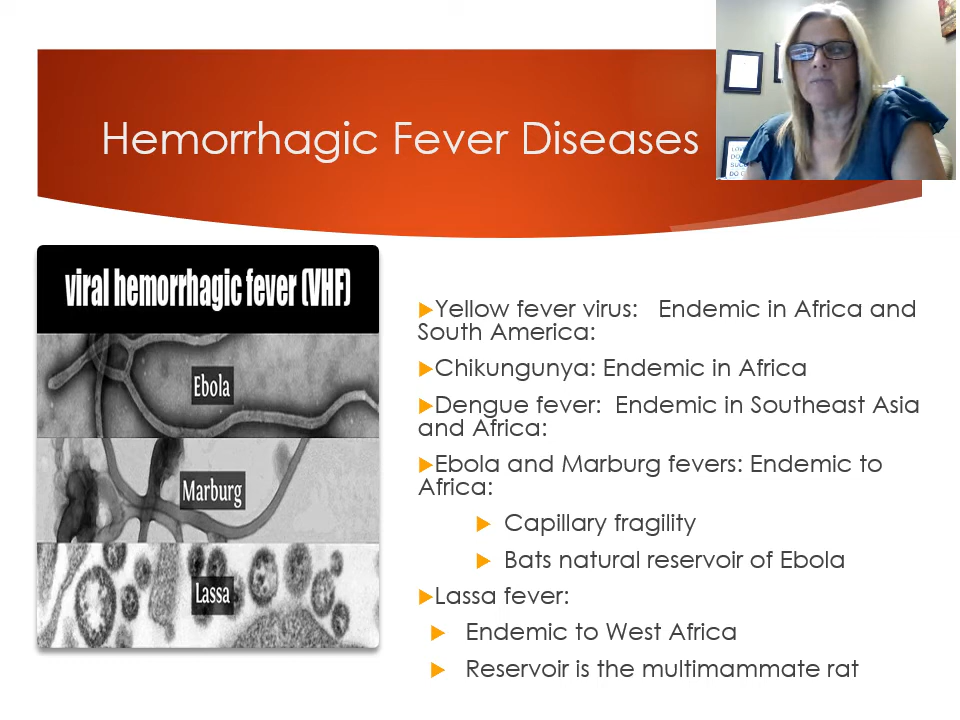 Hemorrhagic Fever Diseases
viral hemorrhagic fever (VHF)
Ebola
Marburg
Lassa
Yellow fever virus: Endemic in Africa and
South America:
Chikungunya: Endemic in Africa
Dengue fever: Endemic in Southeast Asia
and Africa:
Ebola and Marburg fevers: Endemic to
Africa:
Capillary fragility
Bats natural reservoir of Ebola
Lassa fever:
Endemic to West Africa
Reservoir is the multimammate rat